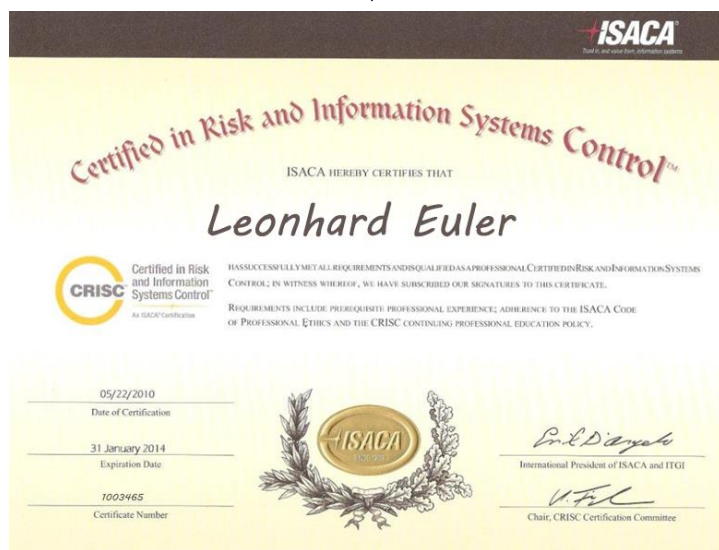 ISACA®
Trust in, and value from, information systems
Certified in Risk and Information Systems Control™
ISACA HEREBY CERTIFIES THAT
Leonhard Euler
CRISC™
Certified in Risk
and Information
Systems Control™
An ISACA® Certification
HAS SUCCESSFULLY MET ALL REQUIREMENTS AND IS QUALIFIED AS A PROFESSIONAL CERTIFIED IN RISK AND INFORMATION SYSTEMS
CONTROL; IN WITNESS WHEREOF, WE HAVE SUBSCRIBED OUR SIGNATURES TO THIS CERTIFICATE.
REQUIREMENTS INCLUDE PREREQUISITE PROFESSIONAL EXPERIENCE; ADHERENCE TO THE ISACA CODE
OF PROFESSIONAL ETHICS AND THE CRISC CONTINUING PROFESSIONAL EDUCATION POLICY.
05/22/2010
Date of Certification
31 January 2014
Expiration Date
1003465
Certificate Number
ISACA
International President of ISACA and ITGI
Chair, CRISC Certification Committee